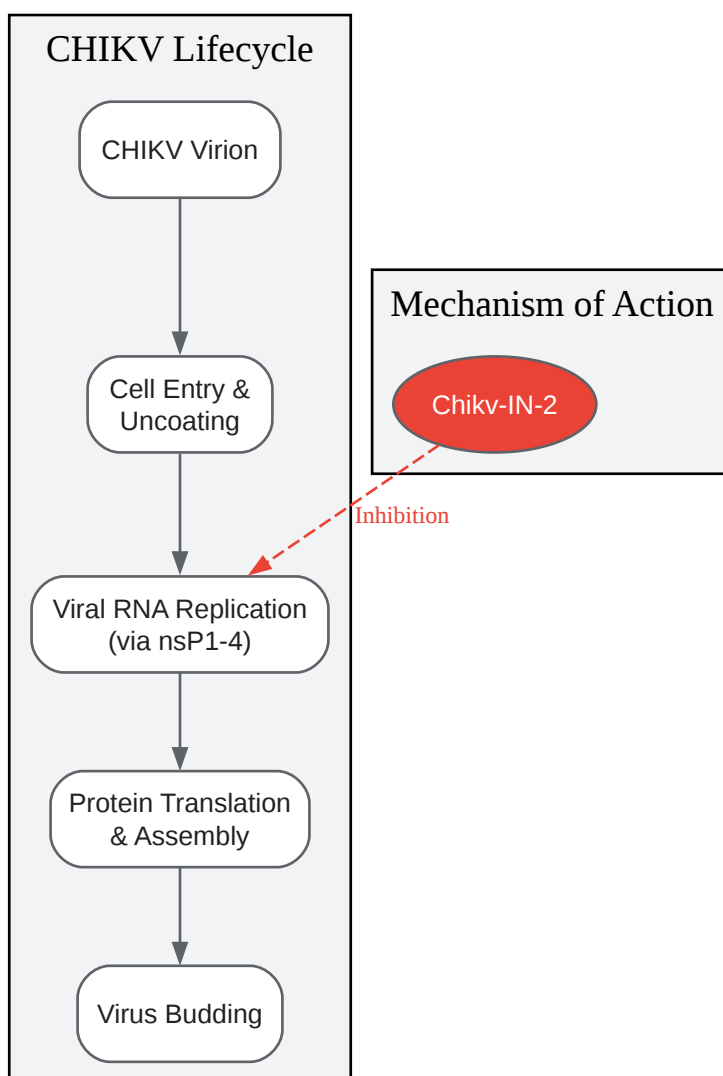 CHIKV Lifecycle
CHIKV Virion
Cell Entry &
Uncoating
Viral RNA Replication
(via nsP1-4)
Protein Translation
& Assembly
Virus Budding
Mechanism of Action
Chikv-IN-2
Inhibition